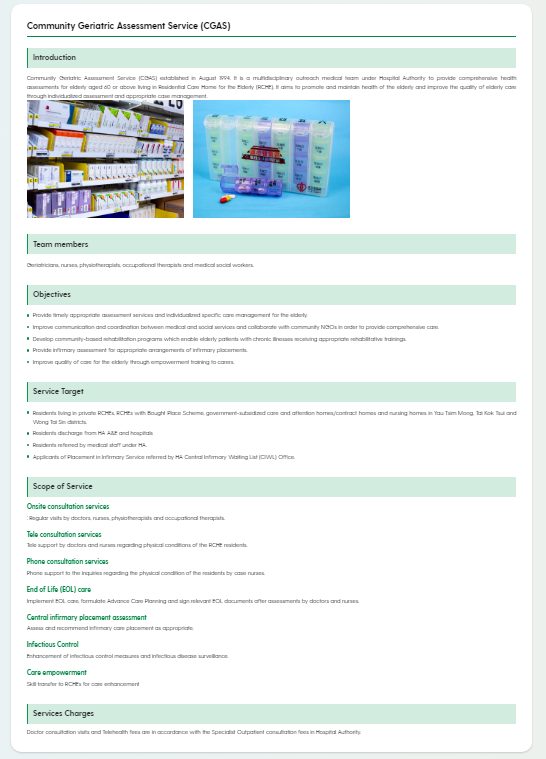 Community Geriatric Assessment Service (CGAS)
Introduction
Community Geriatric Assessment Service (CGAS) established in August 1994. It is a multidisciplinary outreach medical team under Hospital Authority to provide comprehensive health
assessments for elderly aged 60 or above living in Residential Care Home for the Elderly (RCHE). It aims to promote and maintain health of the elderly and improve the quality of elderly care
through individualized assessment and appropriate case management.
Team members
Geriatricians, nurses, physiotherapists, occupational therapists and medical social workers.
Objectives
Provide timely appropriate assessment services and individualized specific care management for the elderly.
Improve communication and coordination between medical and social services and collaborate with community NGOs in order to provide comprehensive care.
Develop community-based rehabilitation programs which enable elderly patients with chronic illnesses receiving appropriate rehabilitative trainings.
Provide infirmary assessment for appropriate arrangements of infirmary placements.
Improve quality of care for the elderly through empowerment training to carers.
Service Target
Residents living in private RCHEs, RCHEs with Bought Place Scheme, government-subsidized care and attention homes/contract homes and nursing homes in Yau Tsim Mong, Tai Kok Tsui and
Wong Tai Sin districts.
Residents discharge from HA A&E and hospitals
Residents referred by medical staff under HA.
Applicants of Placement in Infirmary Service referred by HA Central Infirmary Waiting List (CIWL) Office.
Scope of Service
Onsite consultation services
: Regular visits by doctors, nurses, physiotherapists and occupational therapists.
Tele consultation services
Tele support by doctors and nurses regarding physical conditions of the RCHE residents.
Phone consultation services
Phone support to the inquiries regarding the physical condition of the residents by case nurses.
End of Life (EOL) care
Implement EOL care, formulate Advance Care Planning and sign relevant EOL documents after assessments by doctors and nurses.
Central infirmary placement assessment
Assess and recommend infirmary care placement as appropriate.
Infectious Control
Enhancement of infectious control measures and infectious disease surveillance.
Care empowerment
Skill transfer to RCHEs for care enhancement
Services Charges
Doctor consultation visits and Telehealth fees are in accordance with the Specialist Outpatient consultation fees in Hospital Authority.